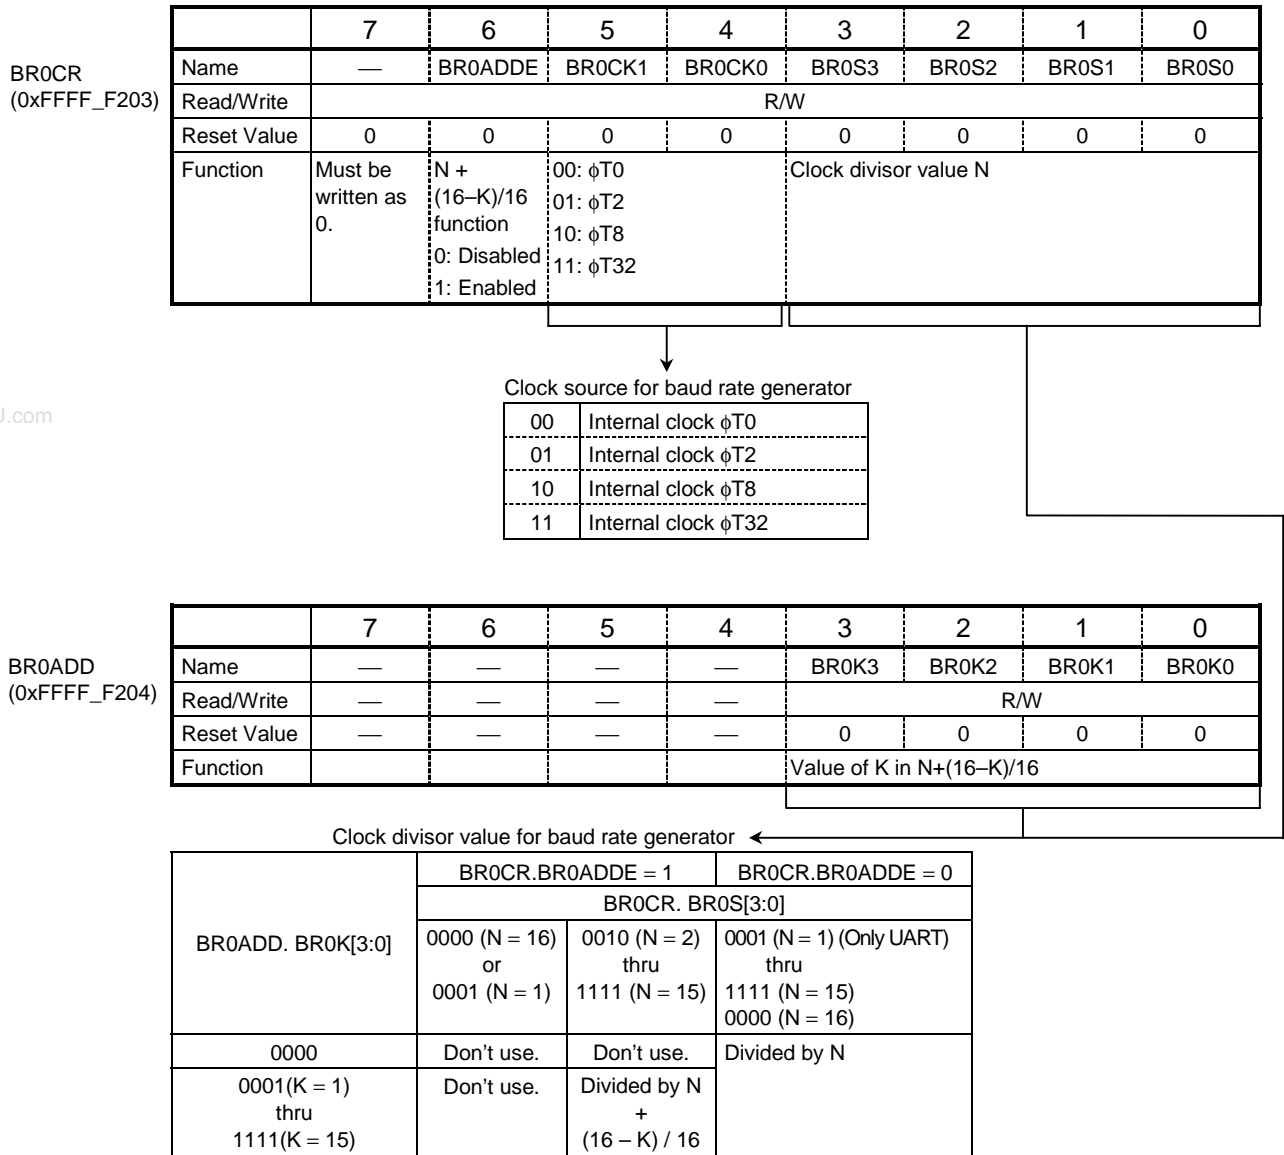 7 6 5 4 3 2 1 0
BR0CR
(0xFFFF_F203)
Name — BR0ADDE BR0CK1 BR0CK0 BR0S3 BR0S2 BR0S1 BR0S0
Read/Write R/W
Reset Value 0 0 0 0 0 0 0 0
Function Must be written as 0. N + (16–K)/16 function 0: Disabled 1: Enabled 00: ϕT0 01: ϕT2 10: ϕT8 11: ϕT32 Clock divisor value N
Clock source for baud rate generator
J.com
00 Internal clock ϕT0
01 Internal clock ϕT2
10 Internal clock ϕT8
11 Internal clock ϕT32
7 6 5 4 3 2 1 0
BR0ADD
(0xFFFF_F204)
Name — — — — BR0K3 BR0K2 BR0K1 BR0K0
Read/Write — — — — R/W
Reset Value — — — — 0 0 0 0
Function Value of K in N+(16–K)/16
Clock divisor value for baud rate generator
BR0CR.BR0ADDE = 1 BR0CR.BR0ADDE = 0
BR0CR. BR0S[3:0]
BR0ADD. BR0K[3:0] 0000 (N = 16) or 0001 (N = 1) 0010 (N = 2) thru 1111 (N = 15) 0001 (N = 1) (Only UART) thru 1111 (N = 15) 0000 (N = 16)
0000 Don't use. Don't use. Divided by N
0001(K = 1) thru 1111(K = 15) Don't use. Divided by N + (16 – K) / 16